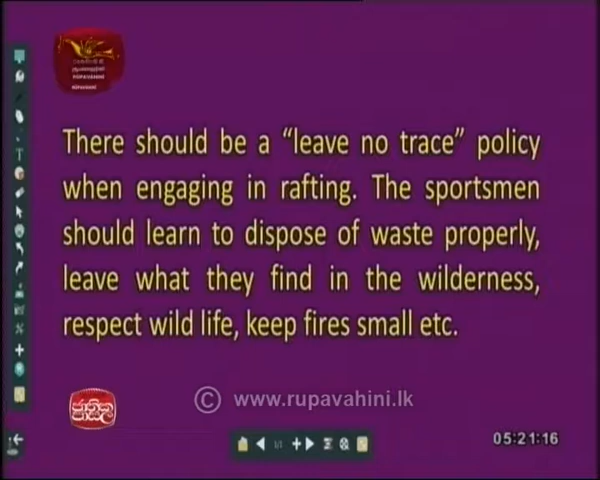 RUPAVAHINI
There should be a “leave no trace” policy
when engaging in rafting. The sportsmen
should learn to dispose of waste properly,
leave what they find in the wilderness,
respect wild life, keep fires small etc.
© www.rupavahini.lk
05:21:16